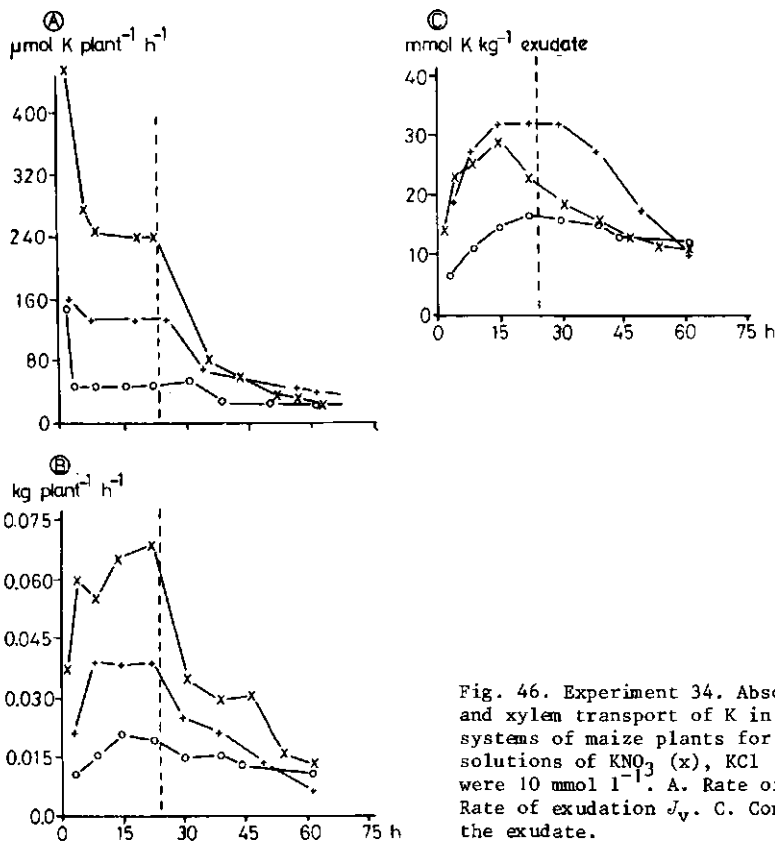 Ⓐ
µmol K plant⁻¹ h⁻¹
400
320
240
160
80
0
Ⓒ
mmol K kg⁻¹ exudate
40
30
20
10
0
0 15 30 45 60 75 h
Ⓑ
kg plant⁻¹ h⁻¹
0.075
0.060
0.045
0.030
0.015
0.0
0 15 30 45 60 75 h
Fig. 46. Experiment 34. Abso
and xylem transport of K in
systems of maize plants for
solutions of KNO₃ (x), KCl
were 10 mmol l⁻¹. A. Rate o
Rate of exudation Jᵥ. C. Con
the exudate.